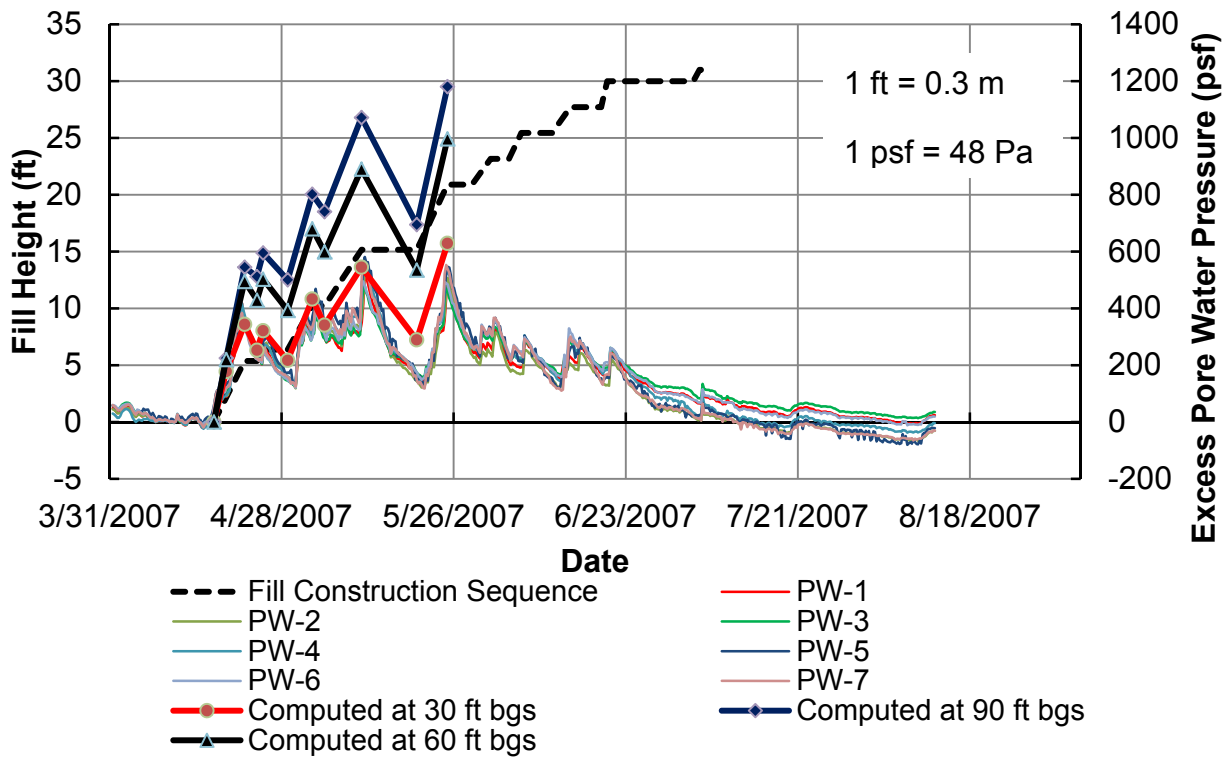 35
30
25
20
15
10
5
0
-5
Fill Height (ft)
1400
1200
1000
800
600
400
200
0
-200
Excess Pore Water Pressure (psf)
1 ft = 0.3 m
1 psf = 48 Pa
3/31/2007 4/28/2007 5/26/2007 6/23/2007 7/21/2007 8/18/2007
Date
Fill Construction Sequence PW-1
PW-2 PW-3
PW-4 PW-5
PW-6 PW-7
Computed at 30 ft bgs Computed at 90 ft bgs
Computed at 60 ft bgs